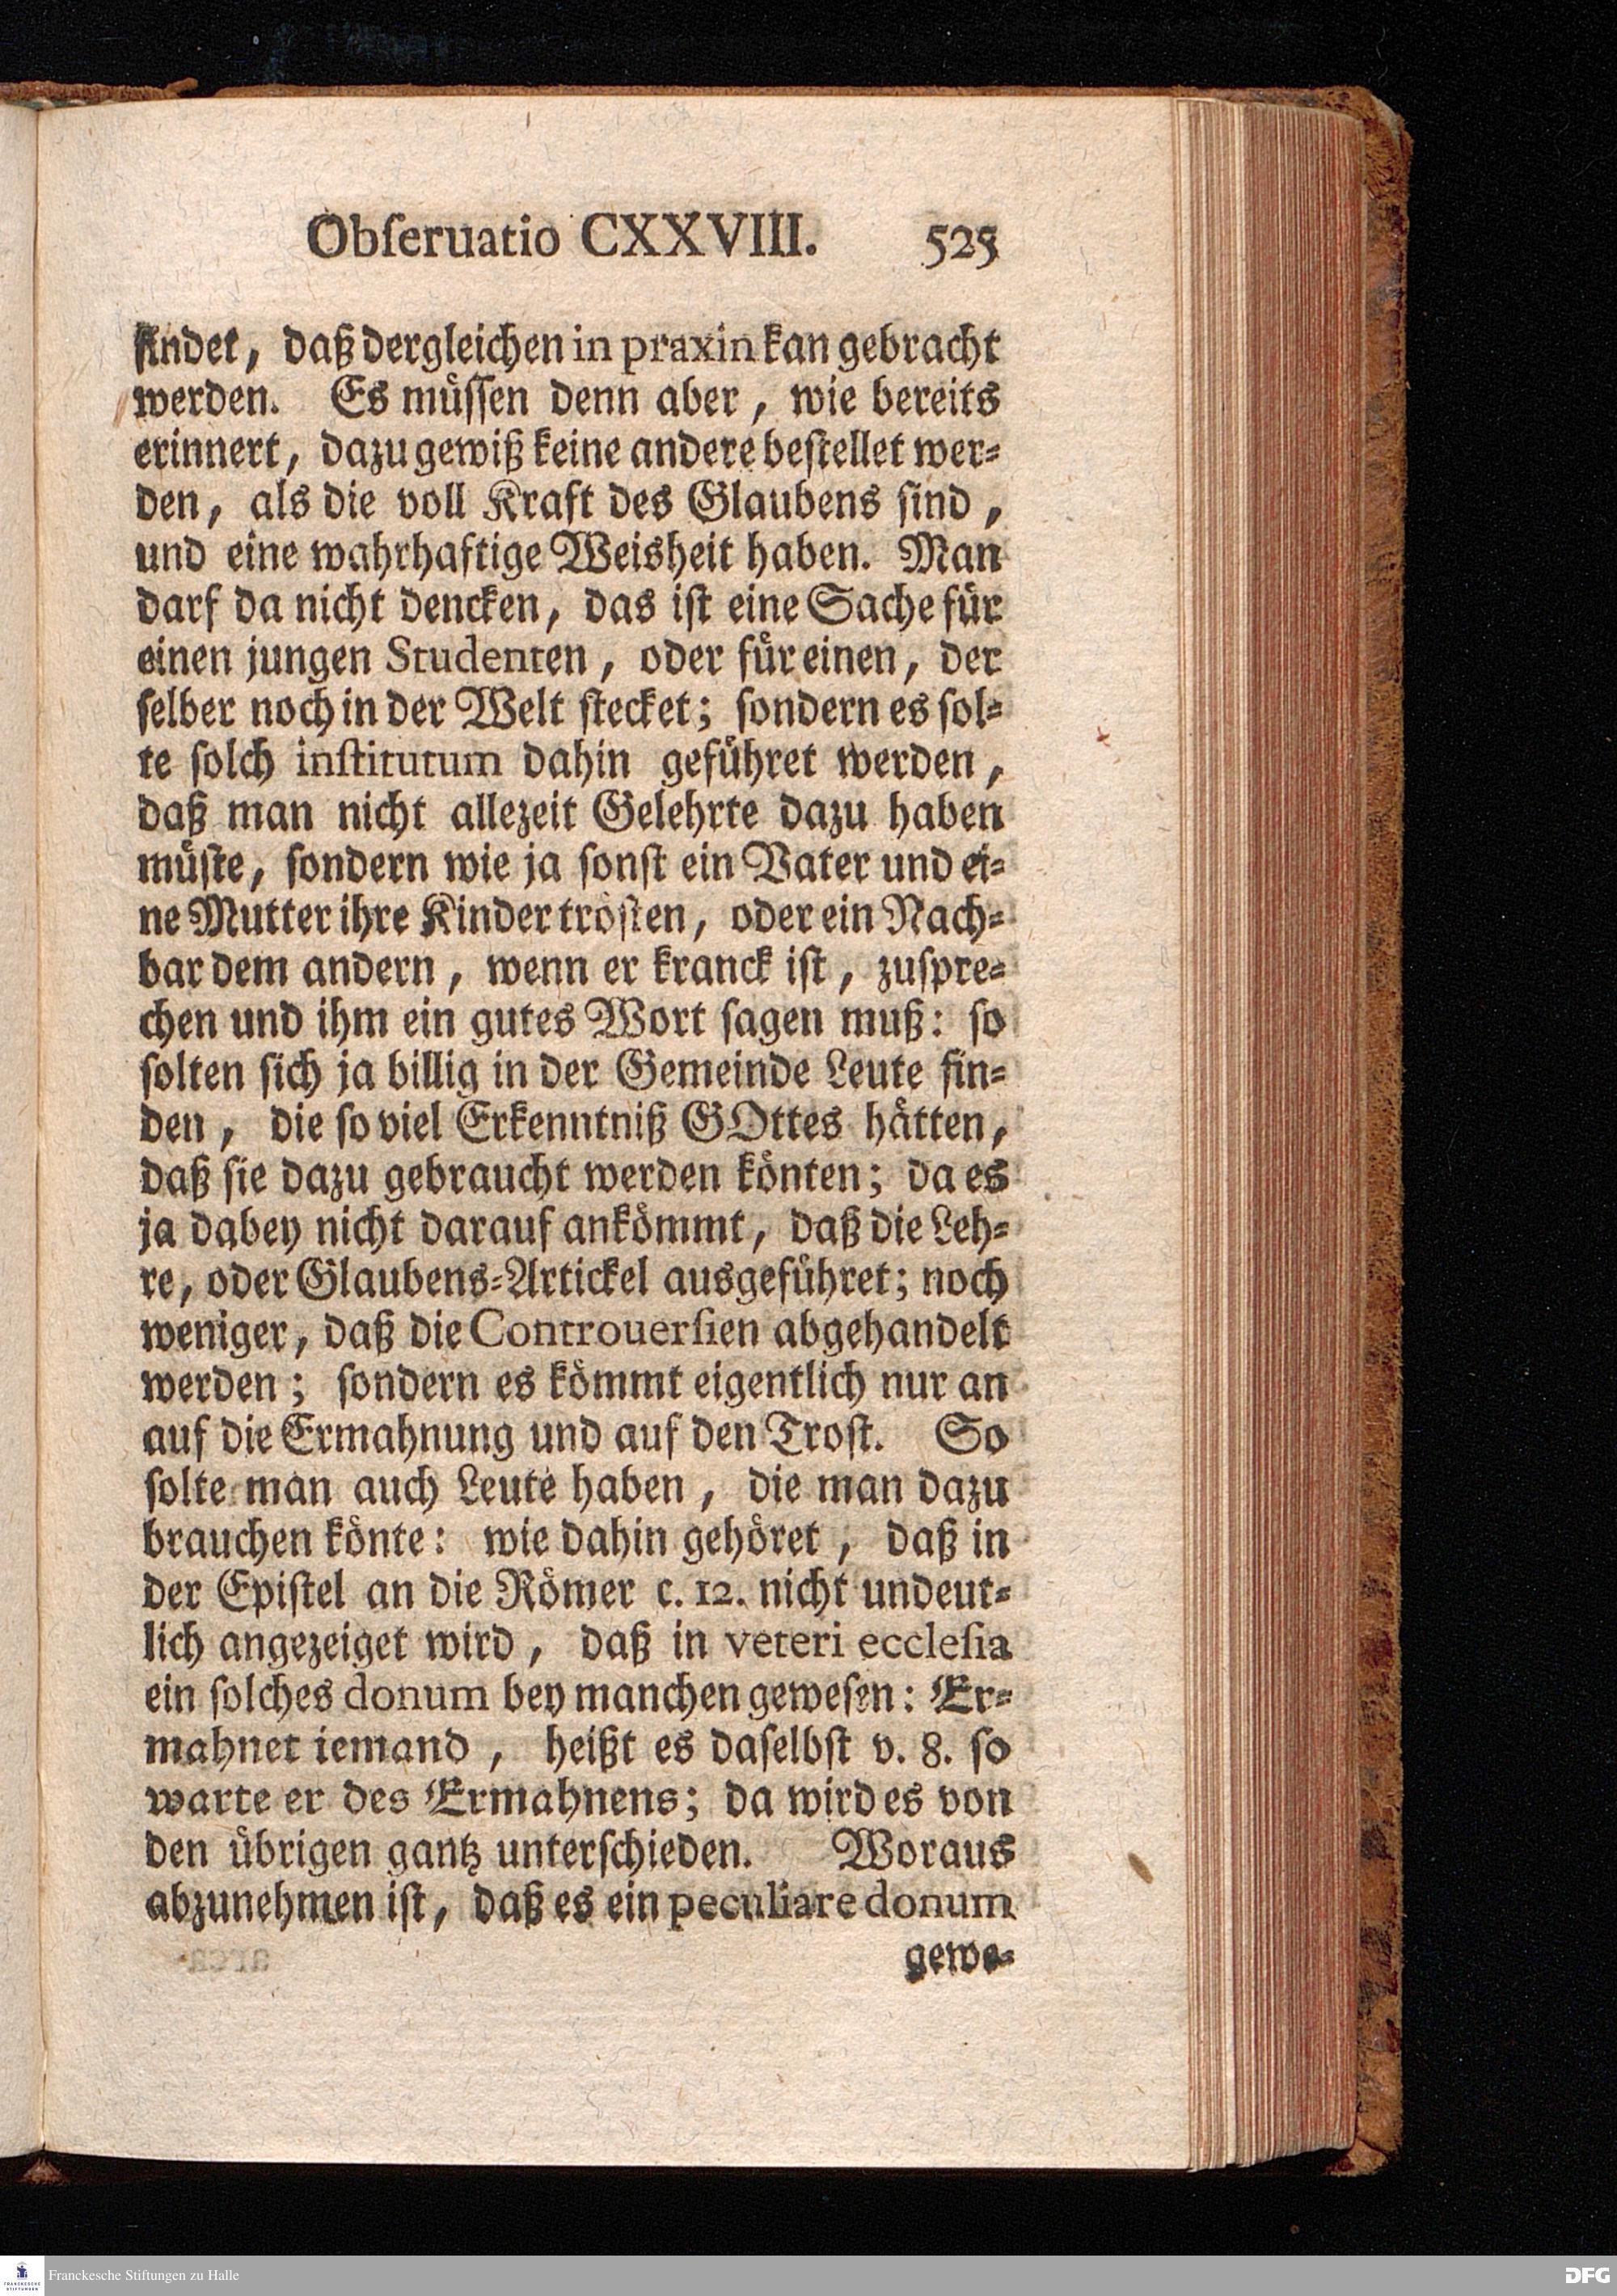 Obſeruatio CXXVIII. 525
findet, daß dergleichen in praxin kan gebracht
werden. Es müſſen denn aber, wie bereits
erinnert, dazu gewiß keine andere beſtellet wer⸗
den, als die voll Kraft des Glaubens ſind,
und eine wahrhaftige Weisheit haben. Man
darf da nicht dencken, das iſt eine Sache für
einen jungen Studenten, oder für einen, der
ſelber noch in der Welt ſtecket; ſondern es ſol⸗
te ſolch inſtitutum dahin geführet werden,
daß man nicht allezeit Gelehrte dazu haben
müſte, ſondern wie ja ſonſt ein Vater und ei⸗
ne Mutter ihre Kinder tröſten, oder ein Nach⸗
bar dem andern, wenn er kranck iſt, zuſpre⸗
chen und ihm ein gutes Wort ſagen muß: ſo
ſolten ſich ja billig in der Gemeinde Leute fin⸗
den, die ſo viel Erkenntniß GOttes hätten,
daß ſie dazu gebraucht werden könten; da es
ja dabey nicht darauf ankömmt, daß die Leh⸗
re, oder Glaubens⸗Artickel ausgeführet; noch
weniger, daß die Controuerſien abgehandelt
werden; ſondern es kömmt eigentlich nur an
auf die Ermahnung und auf den Troſt. So
ſolte man auch Leute haben, die man dazu
brauchen könte: wie dahin gehöret, daß in
der Epiſtel an die Römer c. 12. nicht undeut⸗
lich angezeiget wird, daß in veteri eccleſia
ein ſolches donum bey manchen geweſen: Er⸗
mahnet iemand, heißt es daſelbſt v. 8. ſo
warte er des Ermahnens; da wird es von
den übrigen gantz unterſchieden. Woraus
abzunehmen iſt, daß es ein peculiare donum
gewe⸗
Franckesche Stiftungen zu Halle
FRANCKESCHE
STIFTUNGEN
DFG